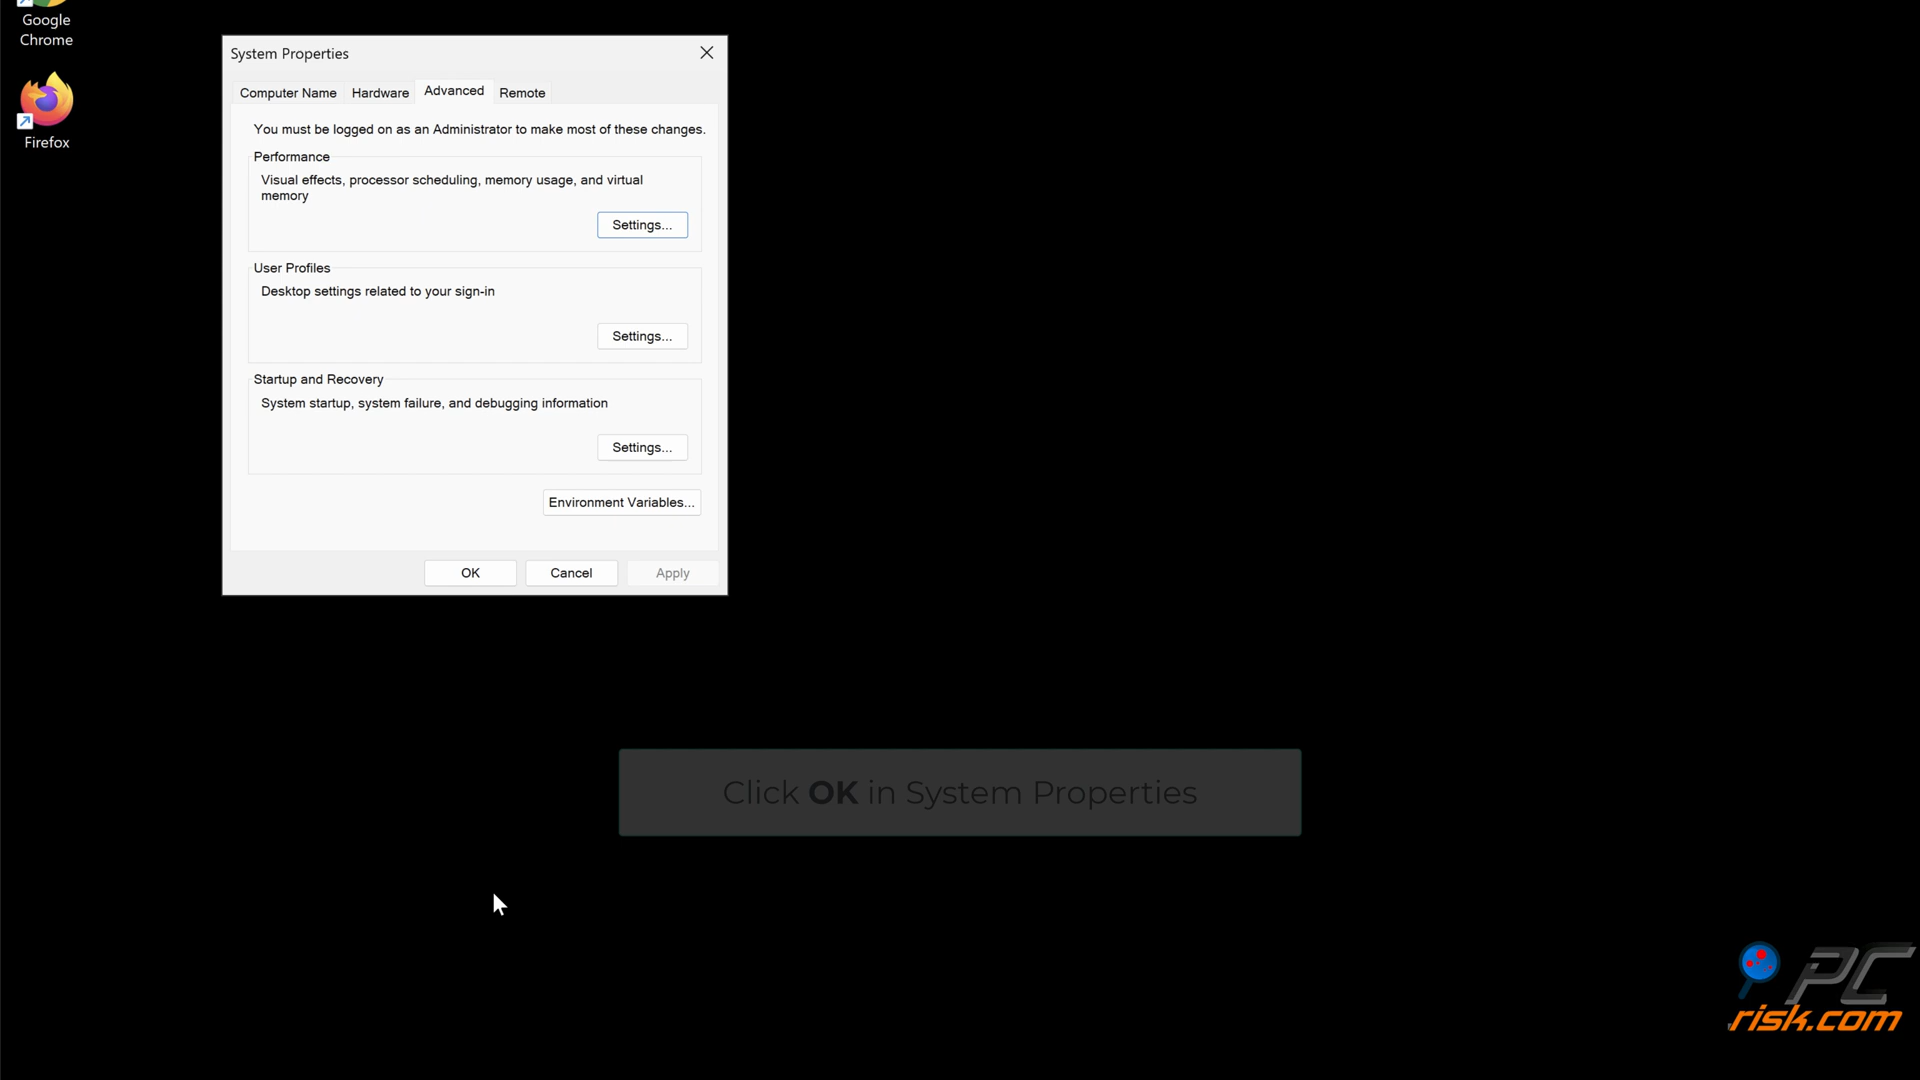 Google
Chrome
Firefox
System Properties
Computer Name Hardware Advanced Remote
You must be logged on as an Administrator to make most of these changes.
Performance
Visual effects, processor scheduling, memory usage, and virtual
memory
Settings...
User Profiles
Desktop settings related to your sign-in
Settings...
Startup and Recovery
System startup, system failure, and debugging information
Settings...
Environment Variables...
OK Cancel Apply
Click OK in System Properties
PC
risk.com